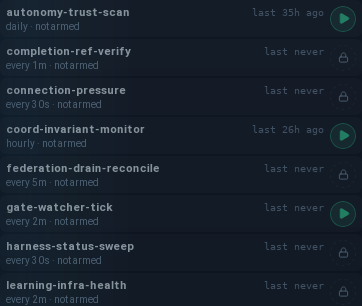 autonomy-trust-scan last 35h ago
daily · notarmed
completion-ref-verify last never
every 1m · notarmed
connection-pressure last never
every 30s · notarmed
coord-invariant-monitor last 26h ago
hourly · notarmed
federation-drain-reconcile last never
every 5m · notarmed
gate-watcher-tick last never
every 2m · notarmed
harness-status-sweep last never
every 30s · notarmed
learning-infra-health last never
every 2m · notarmed